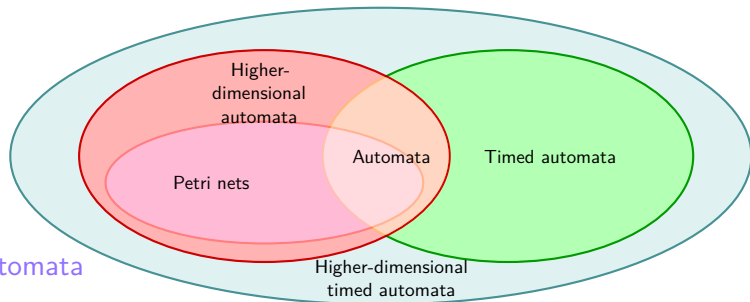 Higher-
dimensional
automata
Automata
Timed automata
Petri nets
tomata
Higher-dimensional
timed automata